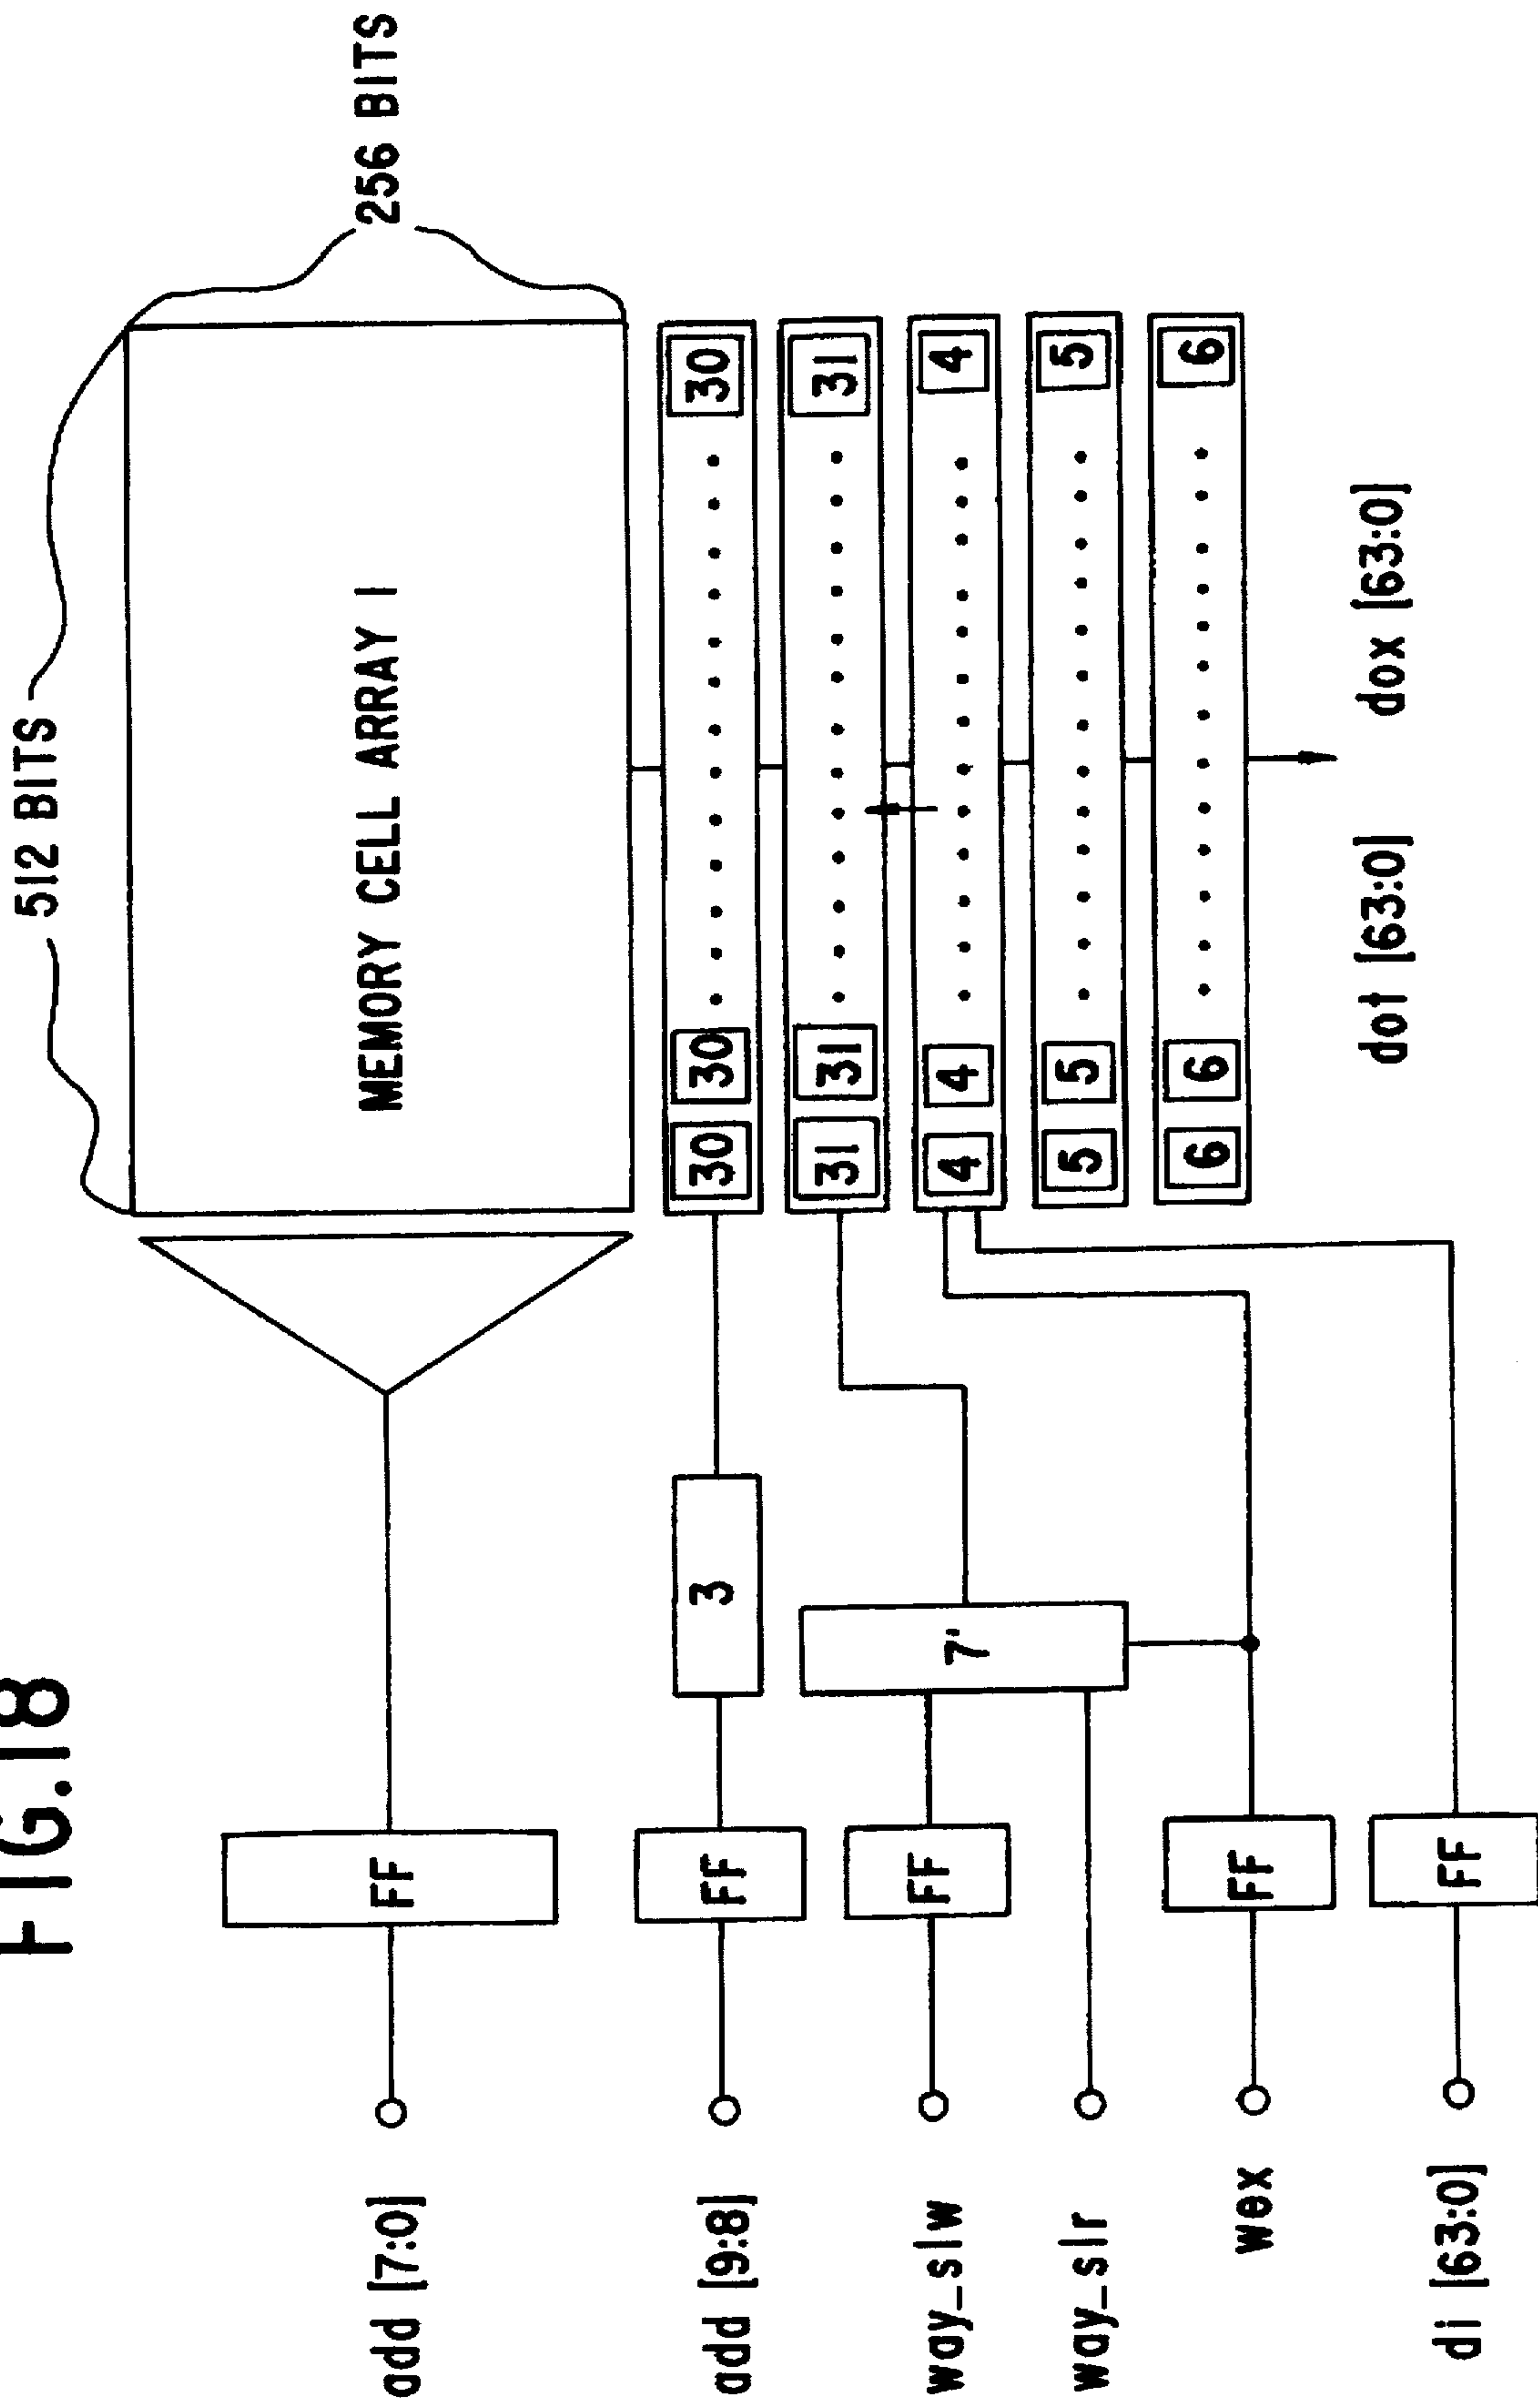 FIG.18
512 BITS
256 BITS
MEMORY CELL ARRAY 1
add [7:0]
FF
add [9:8]
FF
3
30 30 30
way_slw
FF
7'
31 31 31
way_slr
4 4 4
wex
FF
5 5 5
6 6 6
di [63:0]
FF
dot [63:0] dox [63:0]